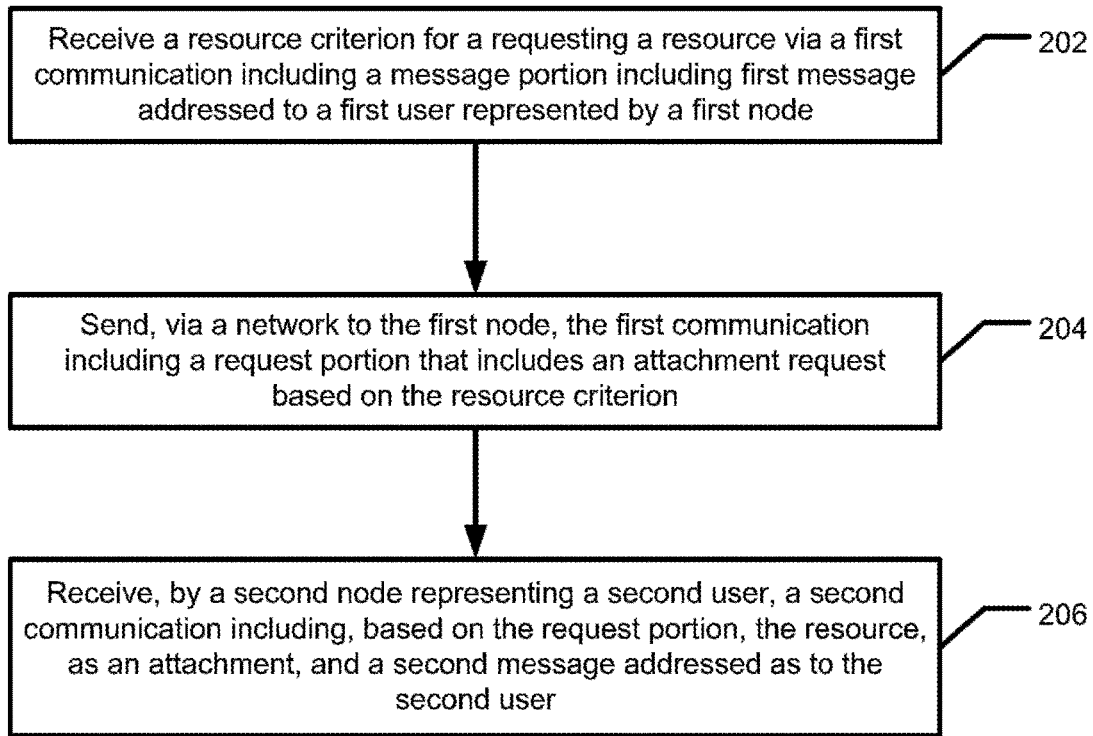 Receive a resource criterion for a requesting a resource via a first
communication including a message portion including first message
addressed to a first user represented by a first node
202
Send, via a network to the first node, the first communication
including a request portion that includes an attachment request
based on the resource criterion
204
Receive, by a second node representing a second user, a second
communication including, based on the request portion, the resource,
as an attachment, and a second message addressed as to the
second user
206